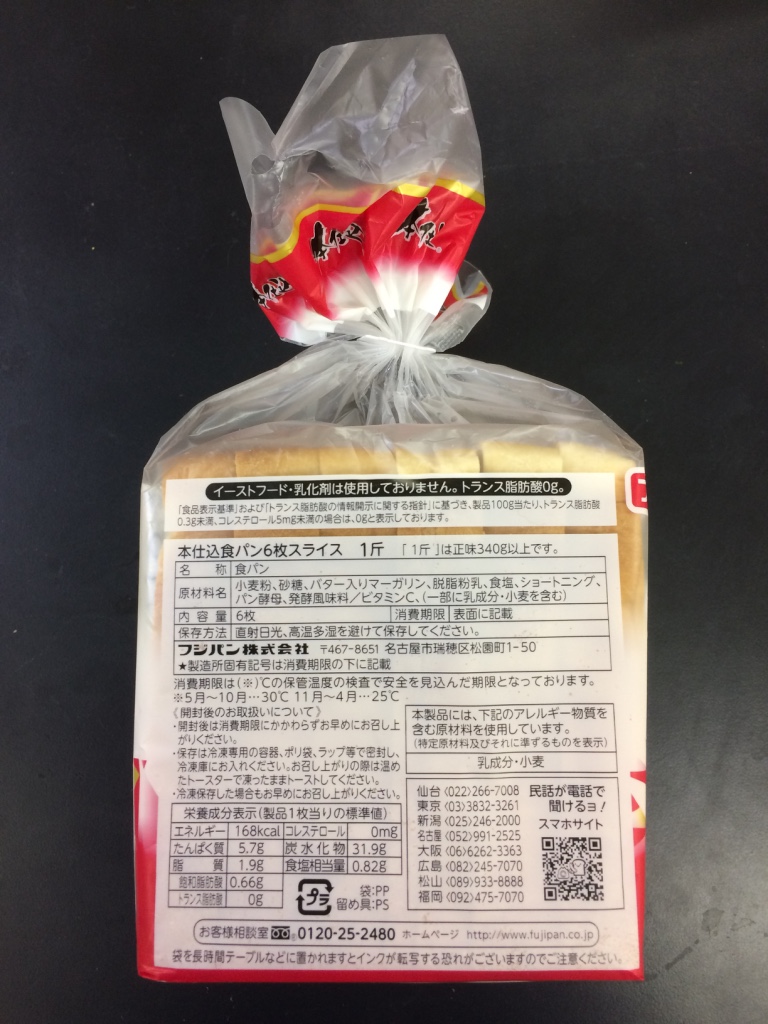 本仕込
本仕込
本仕込
イーストフード・乳化剤は使用しておりません。トランス脂肪酸0g。
「食品表示基準」および「トランス脂肪酸の情報開示に関する指針」に基づき、製品100g当たり、トランス脂肪酸
0.3g未満、コレステロール5mg未満の場合は、0gと表示しております。
本仕込食パン6枚スライス 1斤 「1斤」は正味340g以上です。
名 称 食パン
原材料名 小麦粉、砂糖、バター入りマーガリン、脱脂粉乳、食塩、ショートニング、
パン酵母、発酵風味料/ビタミンC、(一部に乳成分・小麦を含む)
内容量 6枚 消費期限 表面に記載
保存方法 直射日光、高温多湿を避けて保存してください。
フジパン株式会社 〒467-8651 名古屋市瑞穂区松園町1-50
★製造所固有記号は消費期限の下に記載
消費期限は(※)℃の保管温度の検査で安全を見込んだ期限となっております。
※5月〜10月…30℃ 11月〜4月…25℃
《開封後のお取扱いについて》
・開封後は消費期限にかかわらずお早めにお召し上
がりください。
・保存は冷凍専用の容器、ポリ袋、ラップ等で密封し、
冷凍庫にお入れください。お召し上がりの際は温め
たトースターで凍ったままトーストしてください。
・冷凍保存した場合もお早めにお召し上がりください。
本製品には、下記のアレルギー物質を
含む原材料を使用しています。
(特定原材料及びそれに準ずるものを表示)
乳成分・小麦
栄養成分表示(製品1枚当りの標準値)
エネルギー 168kcal コレステロール 0mg
たんぱく質 5.7g 炭水化物 31.9g
脂 質 1.9g 食塩相当量 0.82g
飽和脂肪酸 0.66g
トランス脂肪酸 0g
プラ
袋:PP
留め具:PS
仙台〈022〉266-7008
東京〈03〉3832-3261
新潟〈025〉246-2000
名古屋〈052〉991-2525
大阪〈06〉6262-3363
広島〈082〉245-7070
松山〈089〉933-8888
福岡〈092〉475-7070
民話が電話で
聞けるヨ!
スマホサイト
お客様相談室 0120-25-2480 ホームページ http://www.fujipan.co.jp
袋を長時間テーブルなどに置かれますとインクが転写する恐れがございますのでご注意ください。